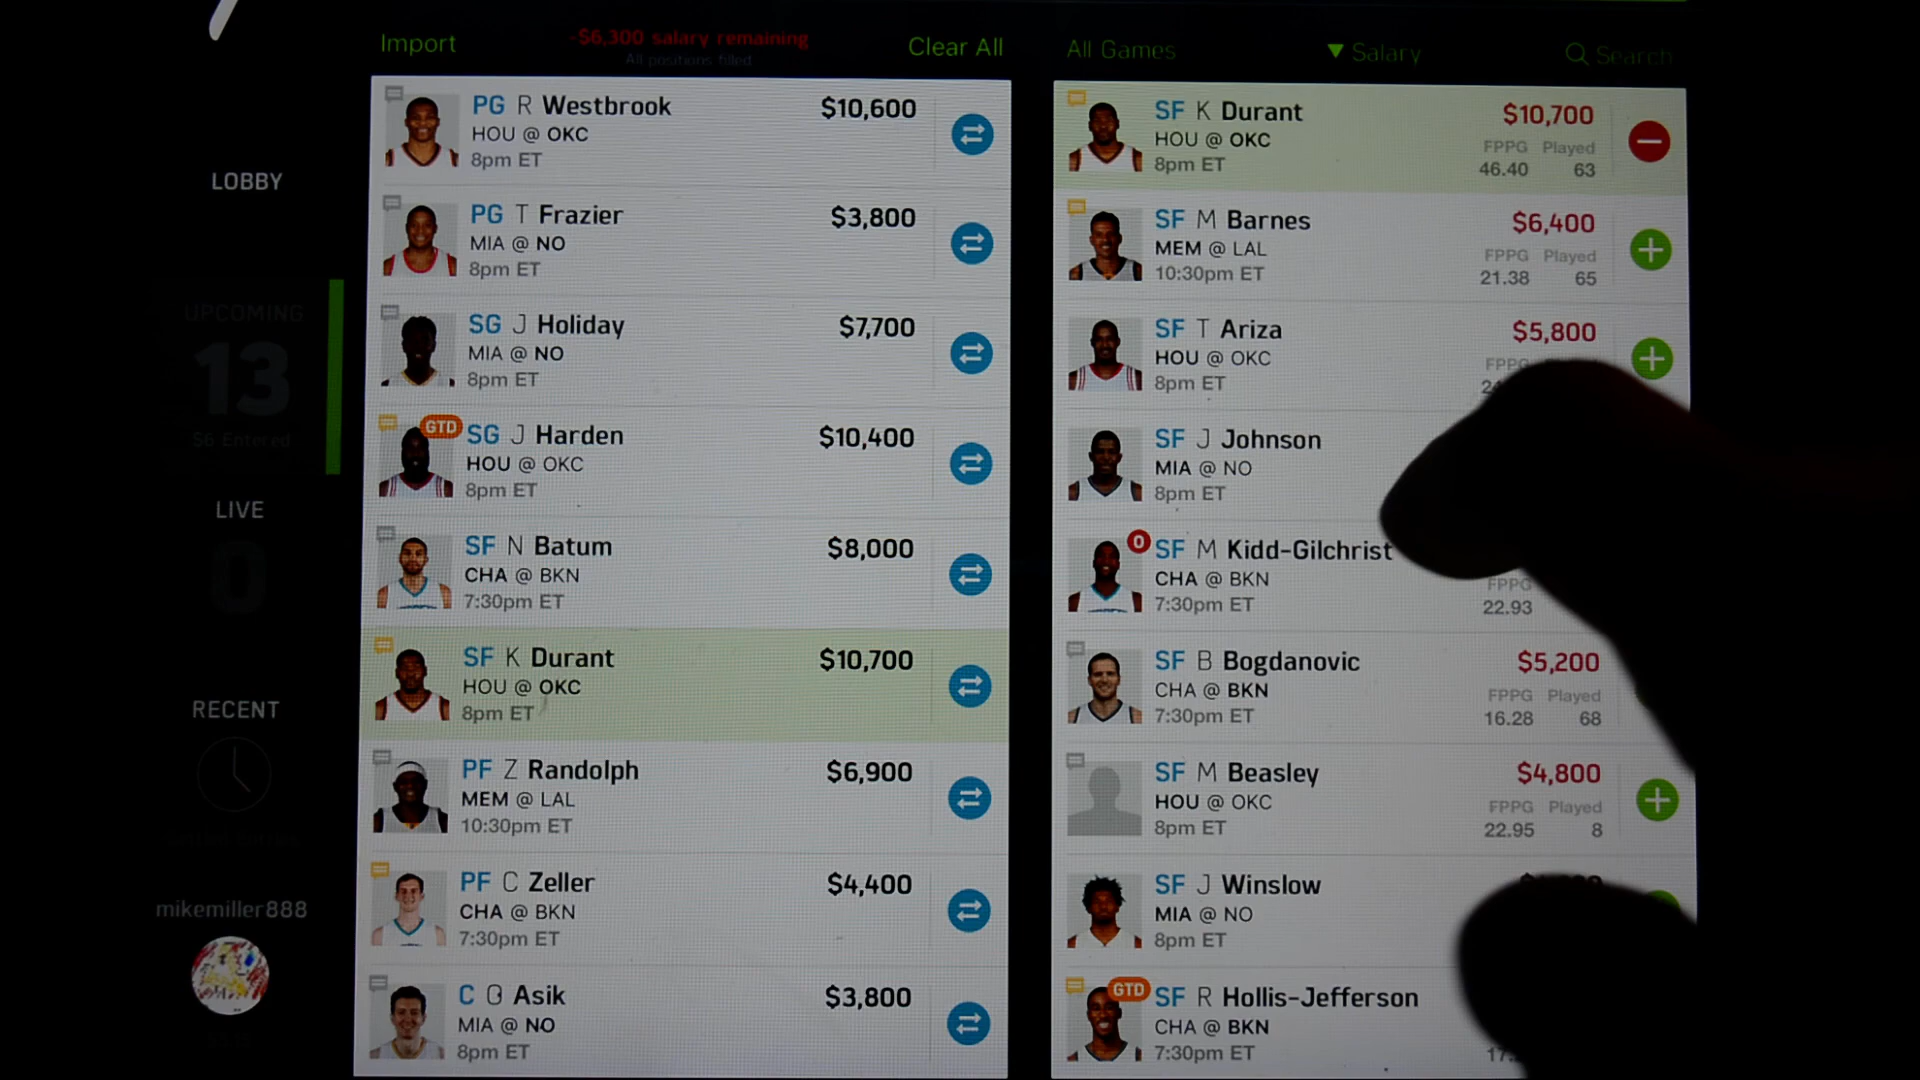 Import
-$6,300 salary remaining
All positions filled
Clear All
All Games
▼ Salary
Search
LOBBY
UPCOMING
13
$6 Entered
LIVE
0
RECENT
mikemiller888
PG R Westbrook $10,600
HOU @ OKC
8pm ET
PG T Frazier $3,800
MIA @ NO
8pm ET
SG J Holiday $7,700
MIA @ NO
8pm ET
GTD SG J Harden $10,400
HOU @ OKC
8pm ET
SF N Batum $8,000
CHA @ BKN
7:30pm ET
SF K Durant $10,700
HOU @ OKC
8pm ET
PF Z Randolph $6,900
MEM @ LAL
10:30pm ET
PF C Zeller $4,400
CHA @ BKN
7:30pm ET
C O Asik $3,800
MIA @ NO
8pm ET
SF K Durant $10,700
HOU @ OKC FPPG Played
8pm ET 46.40 63
SF M Barnes $6,400
MEM @ LAL FPPG Played
10:30pm ET 21.38 65
SF T Ariza $5,800
HOU @ OKC FPPG
8pm ET
SF J Johnson
MIA @ NO
8pm ET
O SF M Kidd-Gilchrist
CHA @ BKN FPPG
7:30pm ET 22.93
SF B Bogdanovic $5,200
CHA @ BKN FPPG Played
7:30pm ET 16.28 68
SF M Beasley $4,800
HOU @ OKC FPPG Played
8pm ET 22.95 8
SF J Winslow
MIA @ NO
8pm ET
GTD SF R Hollis-Jefferson
CHA @ BKN
7:30pm ET